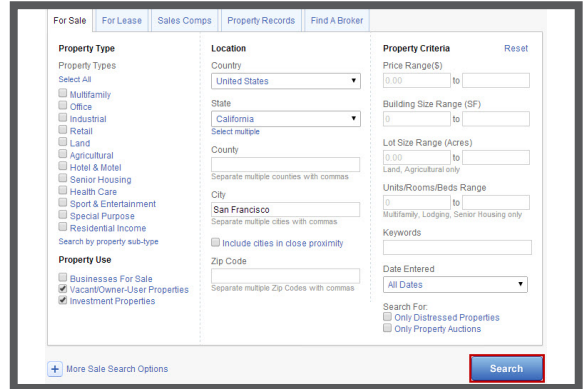 For Sale
For Lease
Sales Comps
Property Records
Find A Broker
Property Type
Property Types
Select All
Multifamily
Office
Industrial
Retail
Land
Agricultural
Hotel & Motel
Senior Housing
Health Care
Sport & Entertainment
Special Purpose
Residential Income
Search by property sub-type
Property Use
Businesses For Sale
Vacant/Owner-User Properties
Investment Properties
Location
Country
United States
State
California
Select multiple
County
Separate multiple counties with commas
City
San Francisco
Separate multiple cities with commas
Include cities in close proximity
Zip Code
Separate multiple Zip Codes with commas
Property Criteria
Reset
Price Range($)
0.00 to
Building Size Range (SF)
0 to
Lot Size Range (Acres)
0.00 to
Land, Agricultural only
Units/Rooms/Beds Range
0 to
Multifamily, Lodging, Senior Housing only
Keywords
Date Entered
All Dates
Search For:
Only Distressed Properties
Only Property Auctions
More Sale Search Options
Search